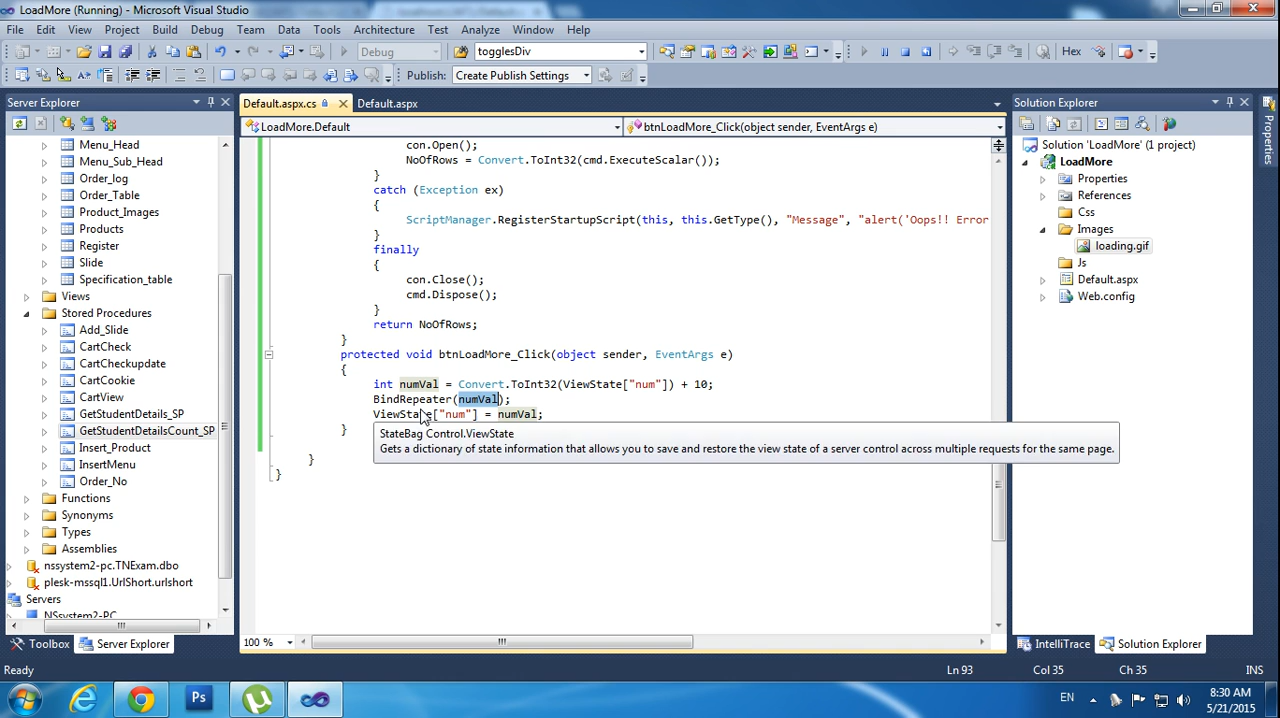 LoadMore (Running) - Microsoft Visual Studio
File Edit View Project Build Debug Team Data Tools Architecture Test Analyze Window Help
Debug togglesDiv Hex
Publish: Create Publish Settings
Server Explorer
Menu_Head
Menu_Sub_Head
Order_log
Order_Table
Product_Images
Products
Register
Slide
Specification_table
Views
Stored Procedures
Add_Slide
CartCheck
CartCheckupdate
CartCookie
GetStudentDetails_SP
GetStudentDetailsCount_SP
Insert_Product
InsertMenu
Order_No
Functions
Synonyms
Types
Assemblies
nssystem2-pc.TNExam.dbo
plesk-mssql1.UrlShort.urlshort
Servers
NSsystem2-PC
Toolbox Server Explorer
Default.aspx.cs Default.aspx
LoadMore.Default btnLoadMore_Click(object sender, EventArgs e)
con.Open();
NoOfRows = Convert.ToInt32(cmd.ExecuteScalar());
}
catch (Exception ex)
{
ScriptManager.RegisterStartupScript(this, this.GetType(), "Message", "alert('Oops!! Error
}
finally
{
con.Close();
cmd.Dispose();
}
return NoOfRows;
}
protected void btnLoadMore_Click(object sender, EventArgs e)
{
int numVal = Convert.ToInt32(ViewState["num"]) + 10;
BindRepeater(numVal);
ViewState["num"] = numVal;
}
StateBag Control.ViewState
Gets a dictionary of state information that allows you to save and restore the view state of a server control across multiple requests for the same page.
}
}
100 %
Solution Explorer
Solution 'LoadMore' (1 project)
LoadMore
Properties
References
Css
Images
loading.gif
Js
Default.aspx
Web.config
IntelliTrace Solution Explorer
Properties
Ready Ln 93 Col 35 Ch 35 INS
Ps EN 8:30 AM
5/21/2015